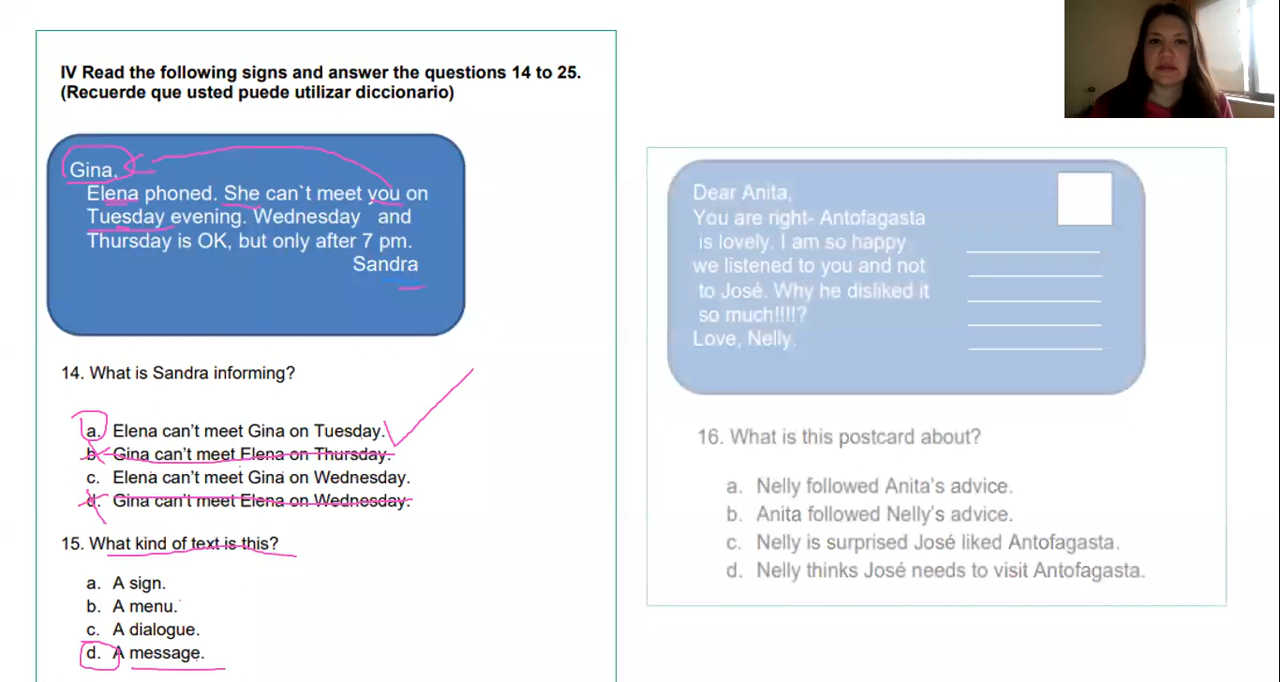 IV Read the following signs and answer the questions 14 to 25.
(Recuerde que usted puede utilizar diccionario)
Gina,
Elena phoned. She can`t meet you on
Tuesday evening. Wednesday and
Thursday is OK, but only after 7 pm.
Sandra
14. What is Sandra informing?
a. Elena can’t meet Gina on Tuesday.
b. Gina can’t meet Elena on Thursday.
c. Elena can’t meet Gina on Wednesday.
d. Gina can’t meet Elena on Wednesday.
15. What kind of text is this?
a. A sign.
b. A menu.
c. A dialogue.
d. A message.
Dear Anita,
You are right- Antofagasta
is lovely. I am so happy
we listened to you and not
to José. Why he disliked it
so much!!!!?
Love, Nelly.
16. What is this postcard about?
a. Nelly followed Anita’s advice.
b. Anita followed Nelly’s advice.
c. Nelly is surprised José liked Antofagasta.
d. Nelly thinks José needs to visit Antofagasta.